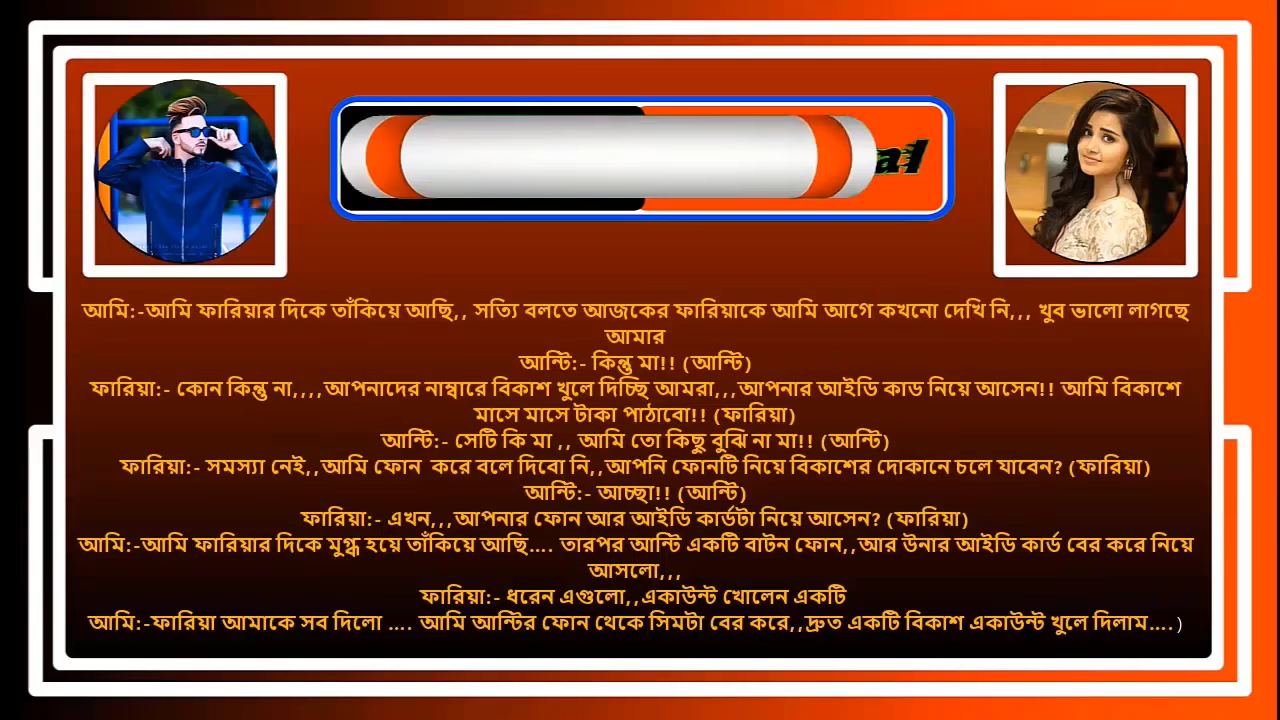 a1
আমি:-আমি ফারিয়ার দিকে তাঁকিয়ে আছি,, সত্যি বলতে আজকের ফারিয়াকে আমি আগে কখনো দেখি নি,,, খুব ভালো লাগছে
আমার
আন্টি:- কিন্তু মা!! (আন্টি)
ফারিয়া:- কোন কিন্তু না,,,,আপনাদের নাম্বারে বিকাশ খুলে দিচ্ছি আমরা,,,আপনার আইডি কাড নিয়ে আসেন!! আমি বিকাশে
মাসে মাসে টাকা পাঠাবো!! (ফারিয়া)
আন্টি:- সেটি কি মা ,, আমি তো কিছু বুঝি না মা!! (আন্টি)
ফারিয়া:- সমস্যা নেই,,আমি ফোন  করে বলে দিবো নি,,আপনি ফোনটি নিয়ে বিকাশের দোকানে চলে যাবেন? (ফারিয়া)
আন্টি:- আচ্ছা!! (আন্টি)
ফারিয়া:- এখন,,,আপনার ফোন আর আইডি কার্ডটা নিয়ে আসেন? (ফারিয়া)
আমি:-আমি ফারিয়ার দিকে মুগ্ধ হয়ে তাঁকিয়ে আছি.... তারপর আন্টি একটি বাটন ফোন,,আর উনার আইডি কার্ড বের করে নিয়ে
আসলো,,,
ফারিয়া:- ধরেন এগুলো,,একাউন্ট খোলেন একটি
আমি:-ফারিয়া আমাকে সব দিলো .... আমি আন্টির ফোন থেকে সিমটা বের করে,,দ্রুত একটি বিকাশ একাউন্ট খুলে দিলাম....)